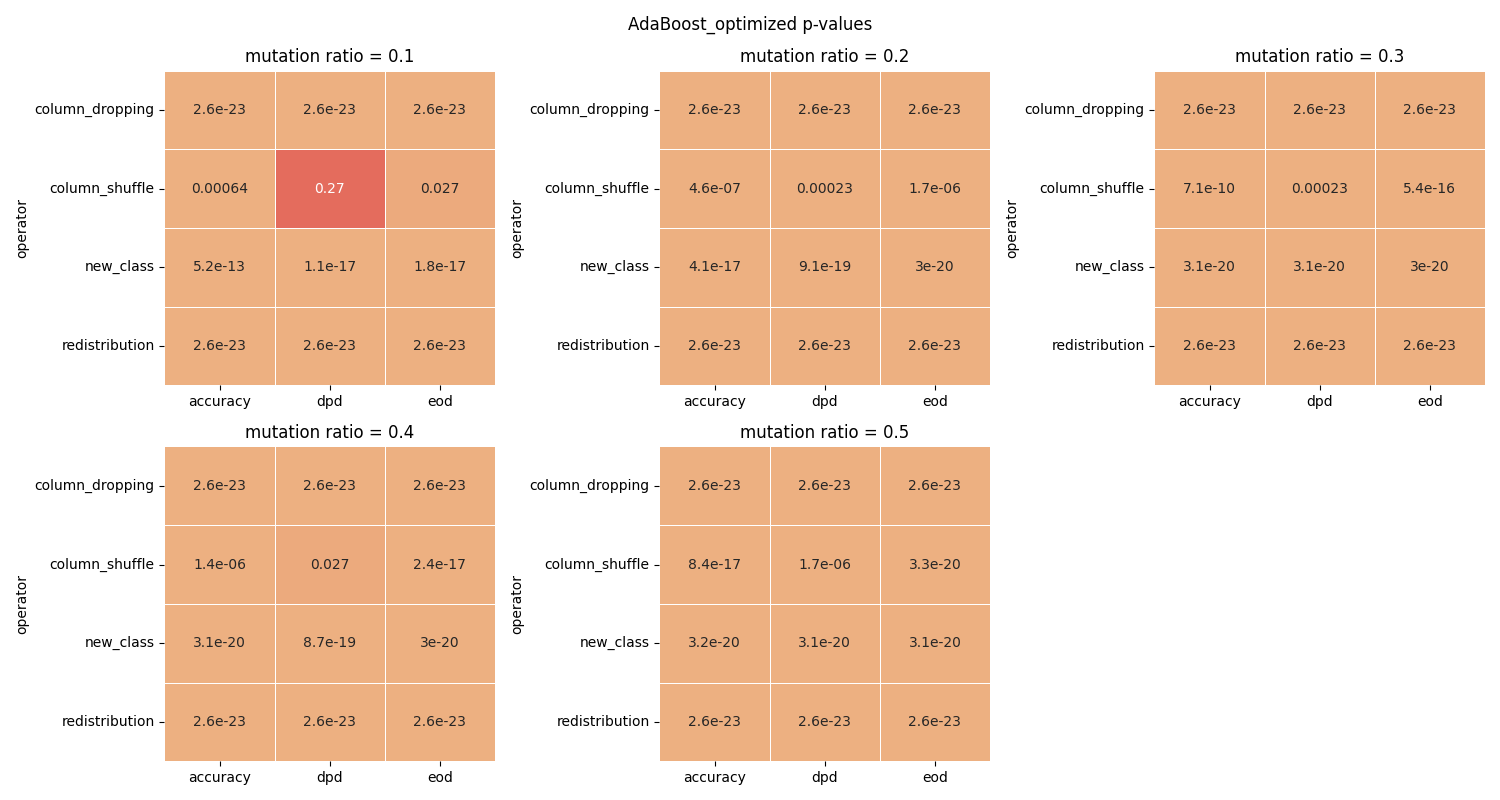 AdaBoost_optimized p-values
mutation ratio = 0.1
operator
column_dropping 2.6e-23 2.6e-23 2.6e-23
column_shuffle 0.00064 0.27 0.027
new_class 5.2e-13 1.1e-17 1.8e-17
redistribution 2.6e-23 2.6e-23 2.6e-23
accuracy dpd eod
mutation ratio = 0.2
operator
column_dropping 2.6e-23 2.6e-23 2.6e-23
column_shuffle 4.6e-07 0.00023 1.7e-06
new_class 4.1e-17 9.1e-19 3e-20
redistribution 2.6e-23 2.6e-23 2.6e-23
accuracy dpd eod
mutation ratio = 0.3
operator
column_dropping 2.6e-23 2.6e-23 2.6e-23
column_shuffle 7.1e-10 0.00023 5.4e-16
new_class 3.1e-20 3.1e-20 3e-20
redistribution 2.6e-23 2.6e-23 2.6e-23
accuracy dpd eod
mutation ratio = 0.4
operator
column_dropping 2.6e-23 2.6e-23 2.6e-23
column_shuffle 1.4e-06 0.027 2.4e-17
new_class 3.1e-20 8.7e-19 3e-20
redistribution 2.6e-23 2.6e-23 2.6e-23
accuracy dpd eod
mutation ratio = 0.5
operator
column_dropping 2.6e-23 2.6e-23 2.6e-23
column_shuffle 8.4e-17 1.7e-06 3.3e-20
new_class 3.2e-20 3.1e-20 3.1e-20
redistribution 2.6e-23 2.6e-23 2.6e-23
accuracy dpd eod